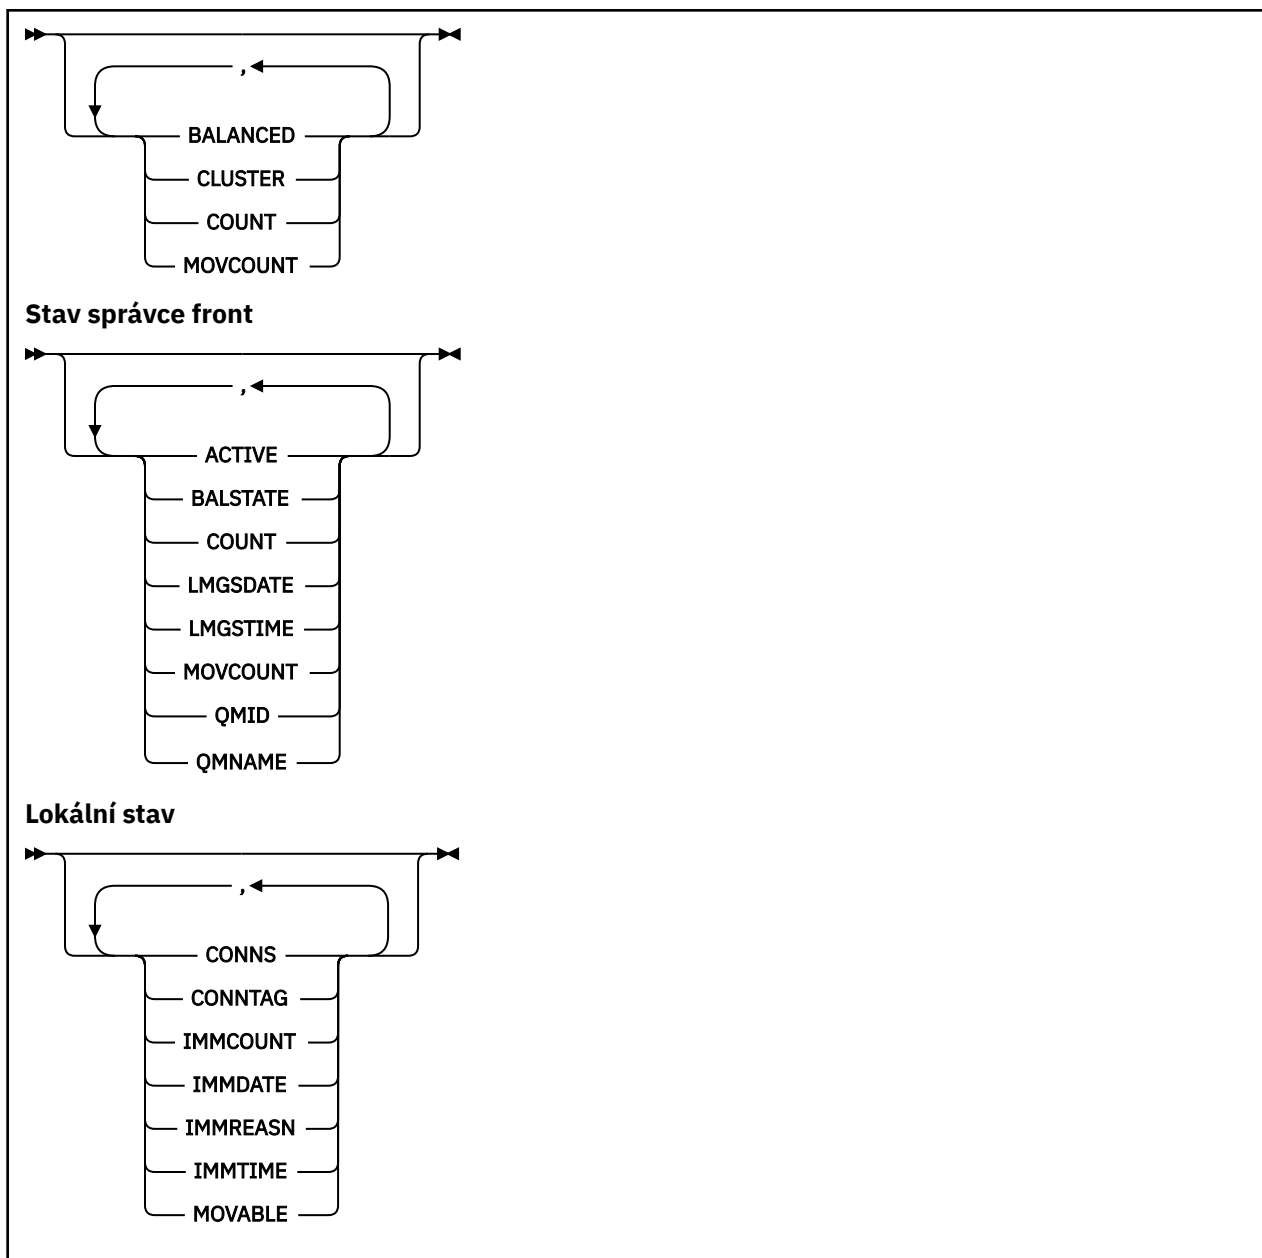 ,
BALANCED
CLUSTER
COUNT
MOVCOUNT
Stav správce front
,
ACTIVE
BALSTATE
COUNT
LMGSDATE
LMGSTIME
MOVCOUNT
QMID
QMNAME
Lokální stav
,
CONNS
CONNTAG
IMMCOUNT
IMMDATE
IMMREASN
IMMTIME
MOVABLE